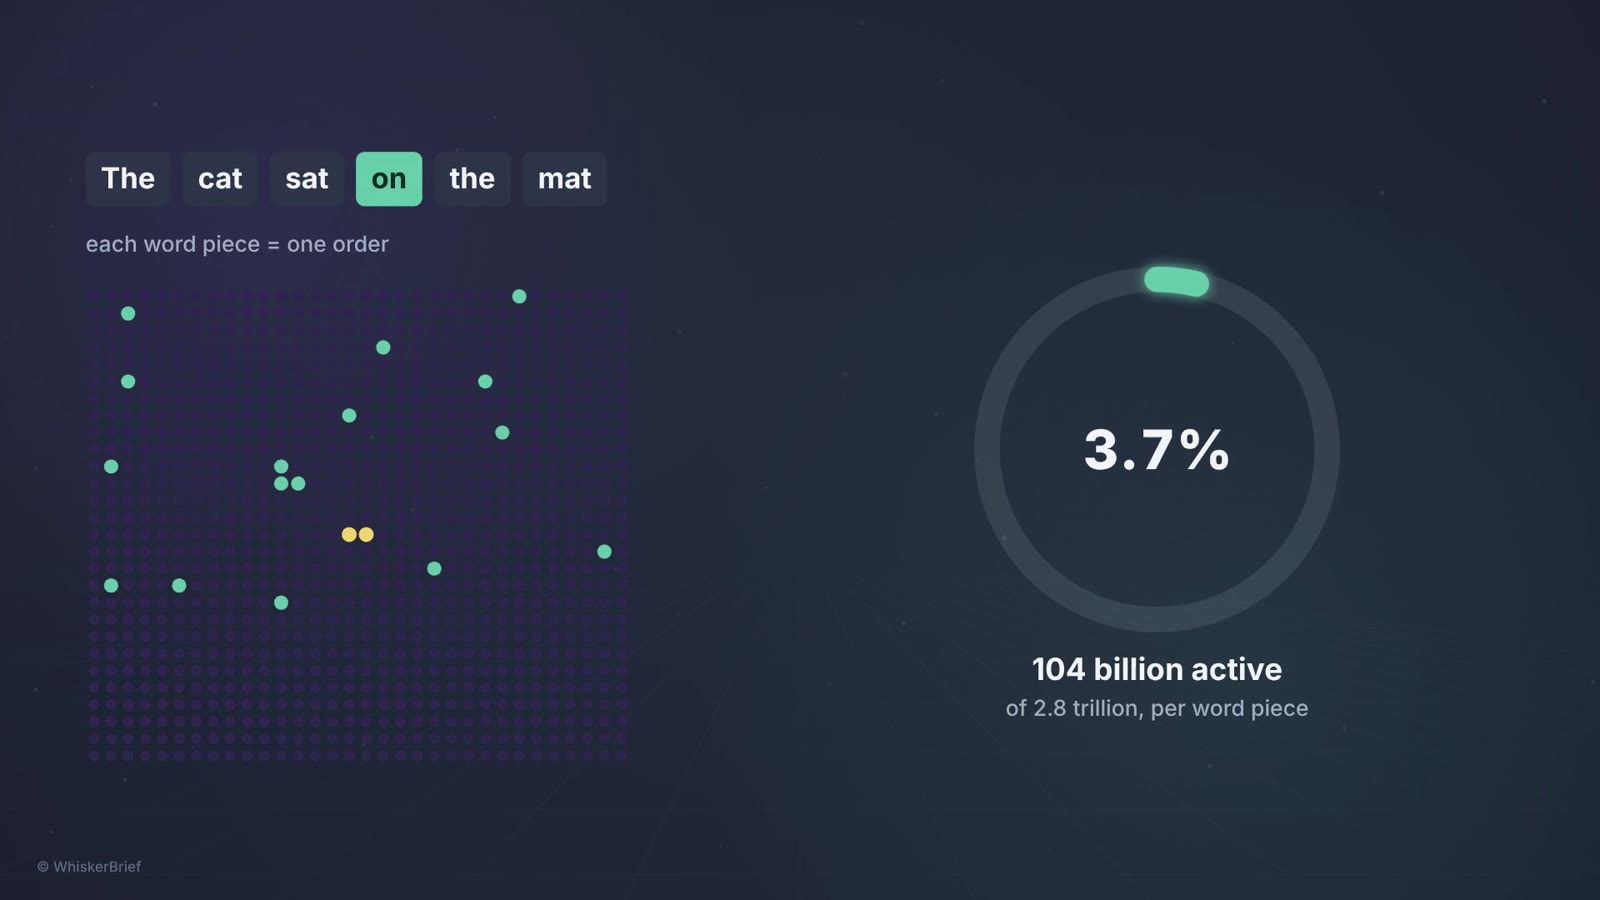 The cat sat on the mat
each word piece = one order
3.7%
104 billion active
of 2.8 trillion, per word piece
© WhiskerBrief